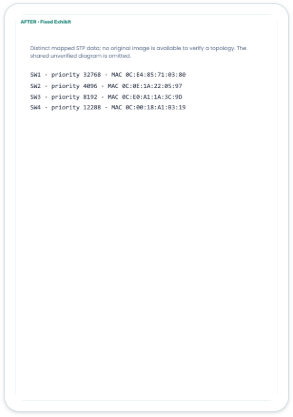 AFTER - Fixed Exhibit
Distinct mapped STP data; no original image is available to verify a topology. The
shared unverified diagram is omitted.
SW1 - priority 32768 - MAC 0C:E4:85:71:03:80
SW2 - priority 4096 - MAC 0C:0E:1A:22:05:97
SW3 - priority 8192 - MAC 0C:E0:A1:1A:3C:9D
SW4 - priority 12288 - MAC 0C:00:18:A1:B3:19